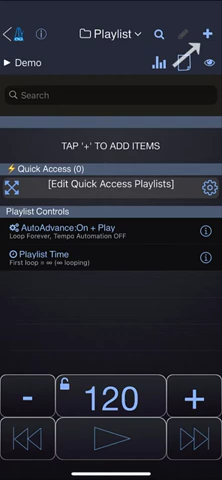 Playlist
Demo
Search
TAP '+' TO ADD ITEMS
⚡Quick Access (0)
[Edit Quick Access Playlists]
Playlist Controls
AutoAdvance:On + Play
Loop Forever, Tempo Automation OFF
Playlist Time
First loop = ∞ (∞ looping)
- 120 +